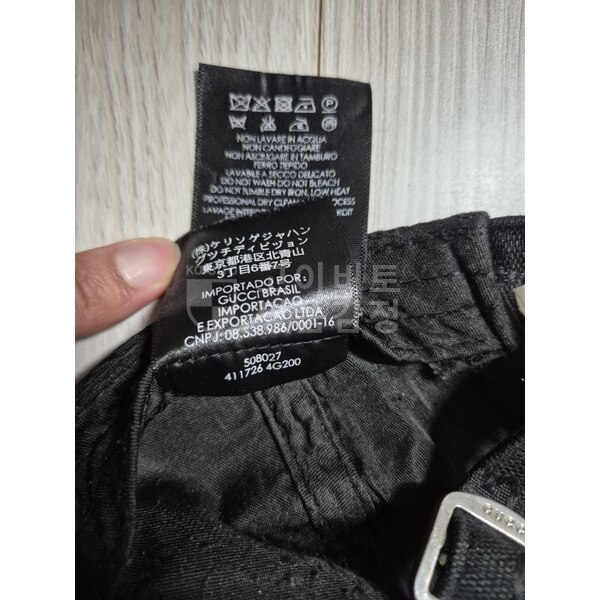 NON LAVARE IN ACQUA
NON CANDEGGIARE
NON ASCIUGARE IN TAMBURO
FERRO TIEPIDO
LAVABILE A SECCO DELICATO
DO NOT WASH DO NOT BLEACH
DO NOT TUMBLE DRY IRON, LOW HEAT
PROFESSIONAL DRY CLEAN
(株)ケリングジャパン
グッチディビジョン
東京都港区北青山
3丁目6番7号
IMPORTADO POR:
GUCCI BRASIL
IMPORTACAO
E EXPORTACAO LTDA
CNPJ: 08.338.986/0001-16
508027
411726 4G200
GUCC